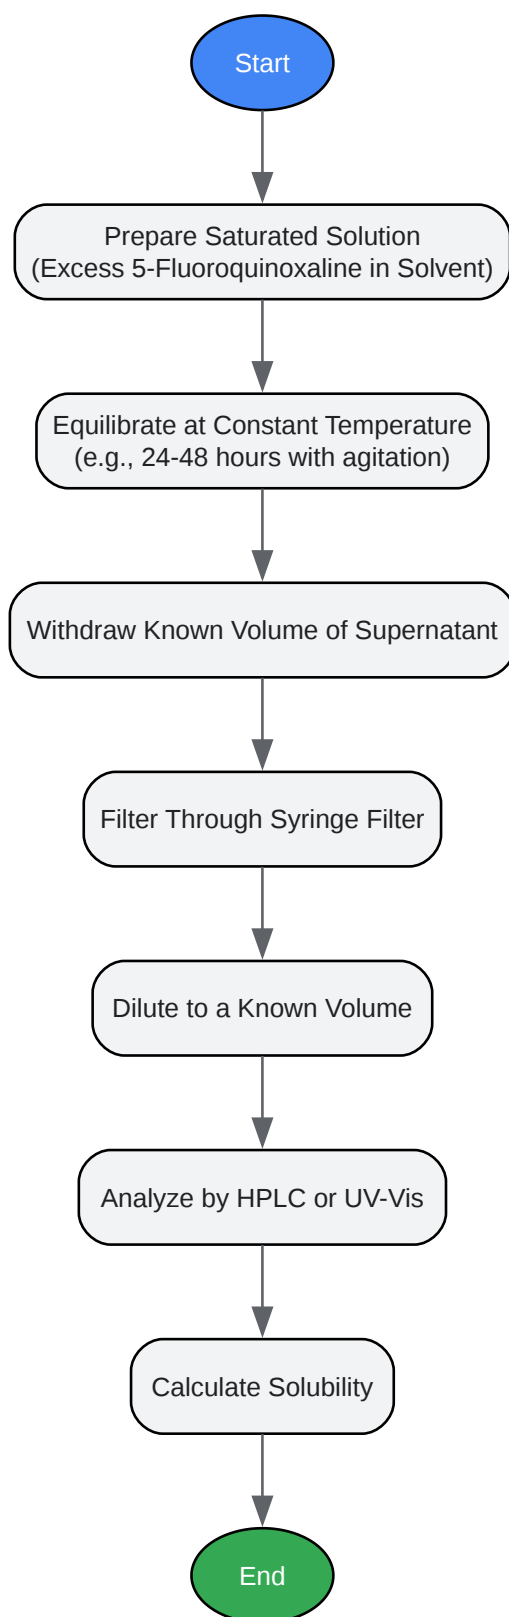 Start
Prepare Saturated Solution
(Excess 5-Fluoroquinoxaline in Solvent)
Equilibrate at Constant Temperature
(e.g., 24-48 hours with agitation)
Withdraw Known Volume of Supernatant
Filter Through Syringe Filter
Dilute to a Known Volume
Analyze by HPLC or UV-Vis
Calculate Solubility
End